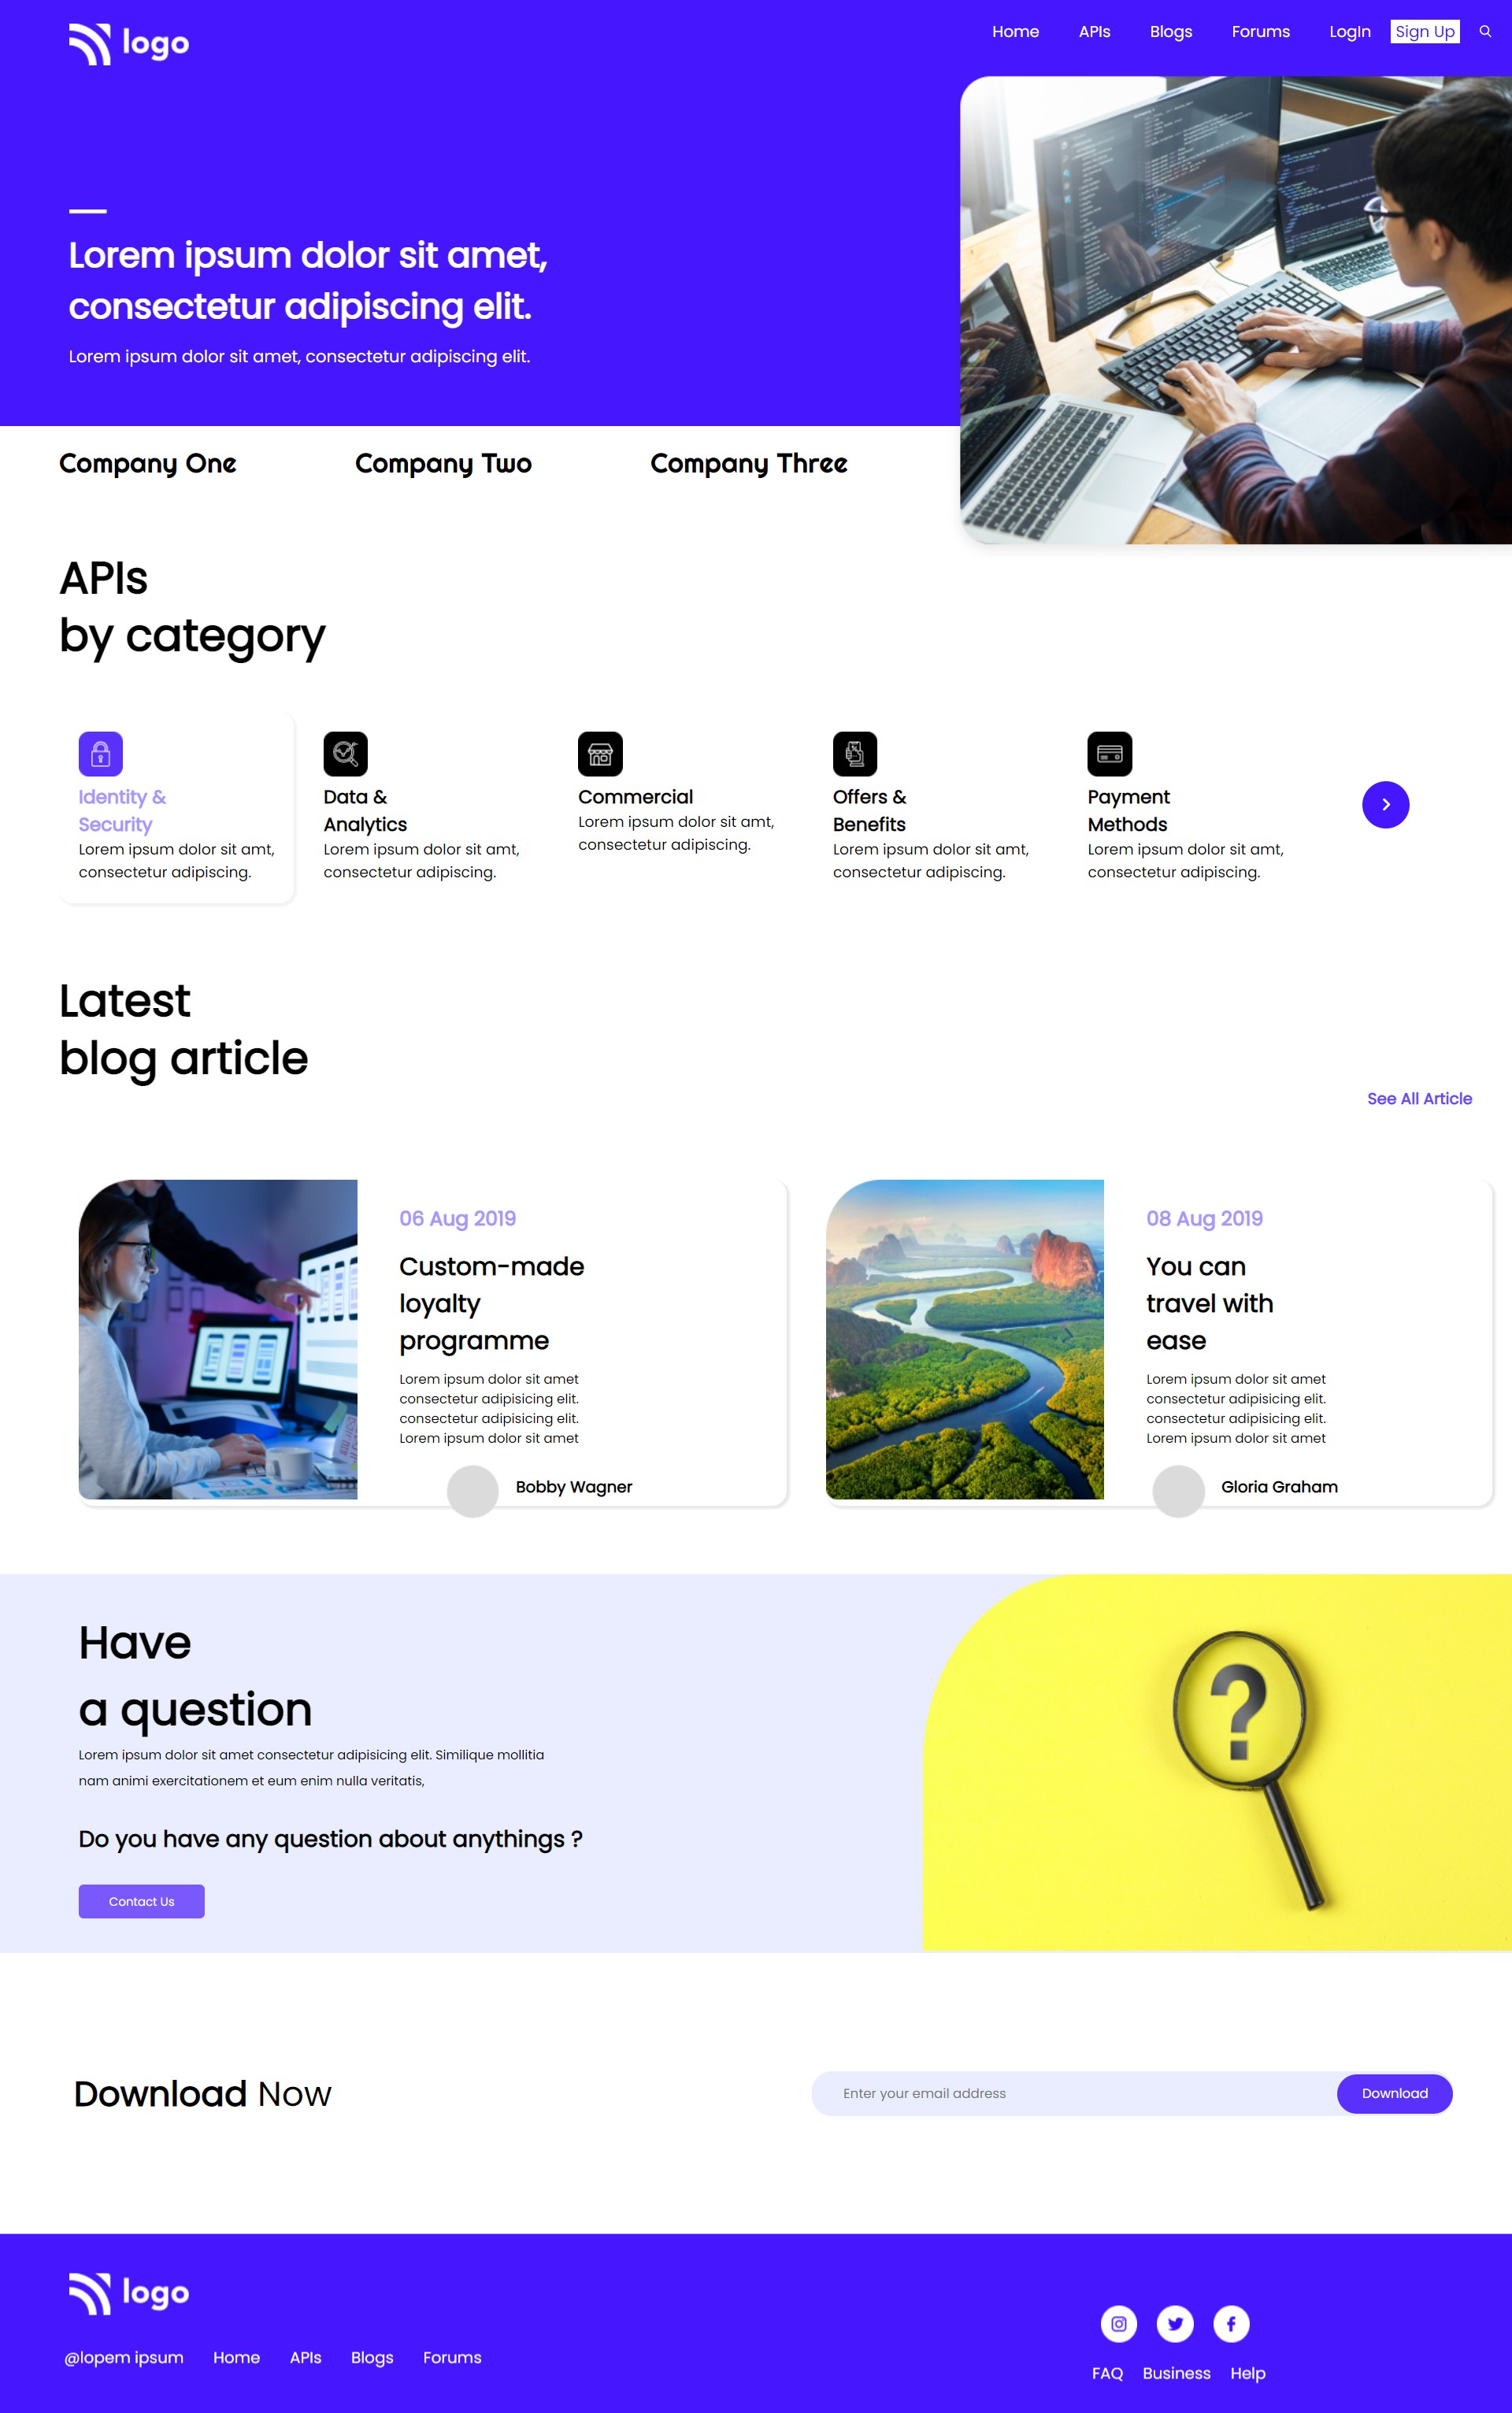 logo
Home APIs Blogs Forums LogIn Sign Up
Lorem ipsum dolor sit amet,
consectetur adipiscing elit.
Lorem ipsum dolor sit amet, consectetur adipiscing elit.
Company One Company Two Company Three
APIs
by category
Identity &
Security
Lorem ipsum dolor sit amt,
consectetur adipiscing.
Data &
Analytics
Lorem ipsum dolor sit amt,
consectetur adipiscing.
Commercial
Lorem ipsum dolor sit amt,
consectetur adipiscing.
Offers &
Benefits
Lorem ipsum dolor sit amt,
consectetur adipiscing.
Payment
Methods
Lorem ipsum dolor sit amt,
consectetur adipiscing.
Latest
blog article
See All Article
06 Aug 2019
Custom-made
loyalty
programme
Lorem ipsum dolor sit amet
consectetur adipisicing elit.
consectetur adipisicing elit.
Lorem ipsum dolor sit amet
Bobby Wagner
08 Aug 2019
You can
travel with
ease
Lorem ipsum dolor sit amet
consectetur adipisicing elit.
consectetur adipisicing elit.
Lorem ipsum dolor sit amet
Gloria Graham
Have
a question
Lorem ipsum dolor sit amet consectetur adipisicing elit. Similique mollitia
nam animi exercitationem et eum enim nulla veritatis,
Do you have any question about anythings ?
Contact Us
?
Download Now
Enter your email address
Download
logo
@lopem ipsum Home APIs Blogs Forums
FAQ Business Help